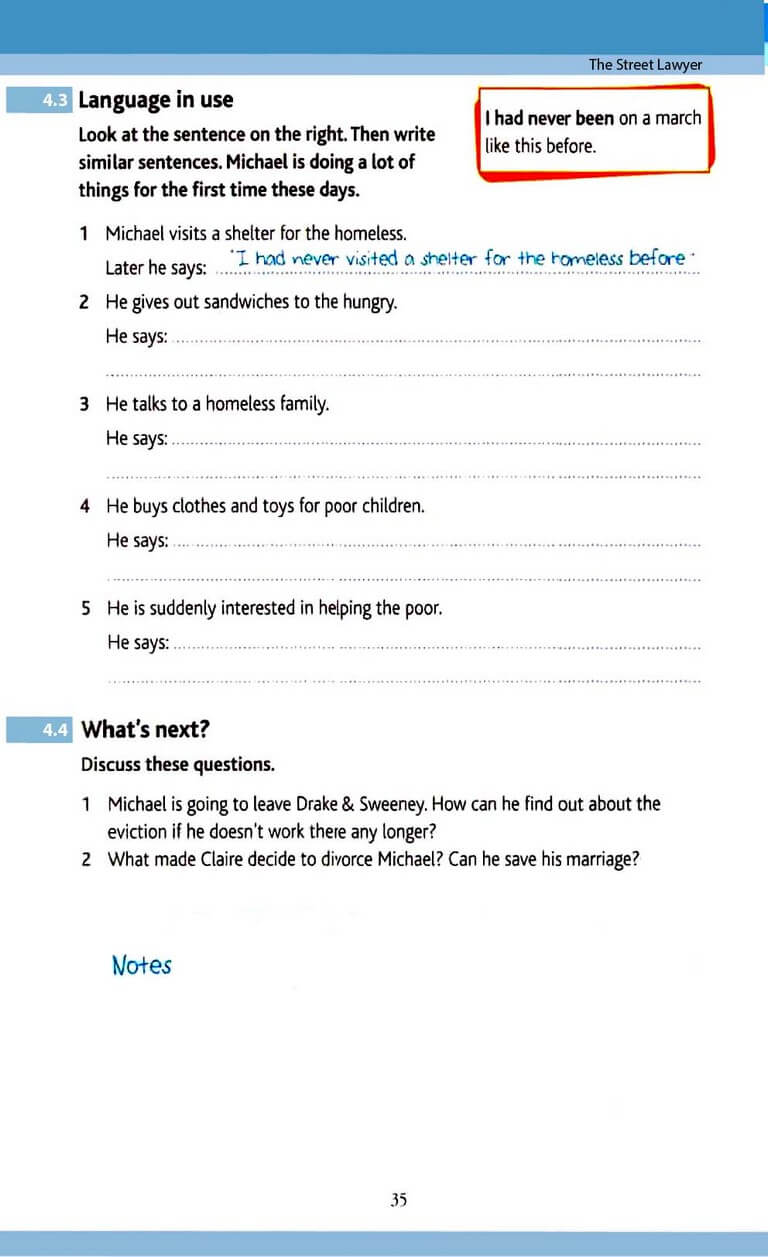 The Street Lawyer
4.3 Language in use
Look at the sentence on the right. Then write
similar sentences. Michael is doing a lot of
things for the first time these days.
I had never been on a march
like this before.
1 Michael visits a shelter for the homeless.
Later he says: 'I had never visited a shelter for the homeless before.'
2 He gives out sandwiches to the hungry.
He says:
3 He talks to a homeless family.
He says:
4 He buys clothes and toys for poor children.
He says:
5 He is suddenly interested in helping the poor.
He says:
4.4 What's next?
Discuss these questions.
1 Michael is going to leave Drake & Sweeney. How can he find out about the
eviction if he doesn't work there any longer?
2 What made Claire decide to divorce Michael? Can he save his marriage?
Notes
35